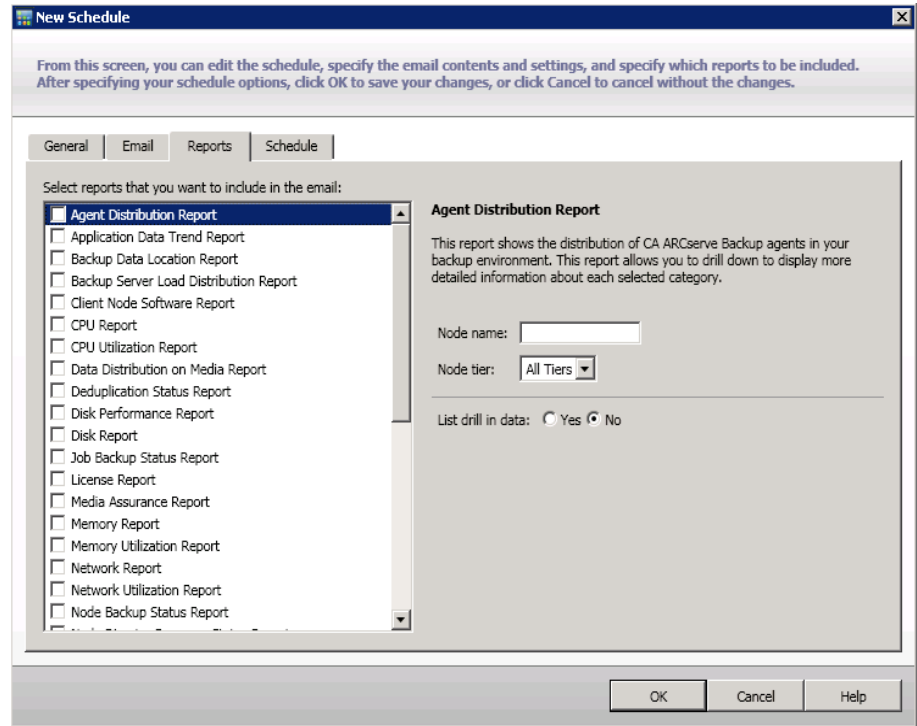 New Schedule
From this screen, you can edit the schedule, specify the email contents and settings, and specify which reports to be included.
After specifying your schedule options, click OK to save your changes, or click Cancel to cancel without the changes.
General Email Reports Schedule
Select reports that you want to include in the email:
Agent Distribution Report
Application Data Trend Report
Backup Data Location Report
Backup Server Load Distribution Report
Client Node Software Report
CPU Report
CPU Utilization Report
Data Distribution on Media Report
Deduplication Status Report
Disk Performance Report
Disk Report
Job Backup Status Report
License Report
Media Assurance Report
Memory Report
Memory Utilization Report
Network Report
Network Utilization Report
Node Backup Status Report
Agent Distribution Report
This report shows the distribution of CA ARCserve Backup agents in your
backup environment. This report allows you to drill down to display more
detailed information about each selected category.
Node name:
Node tier: All Tiers
List drill in data: Yes No
OK Cancel Help